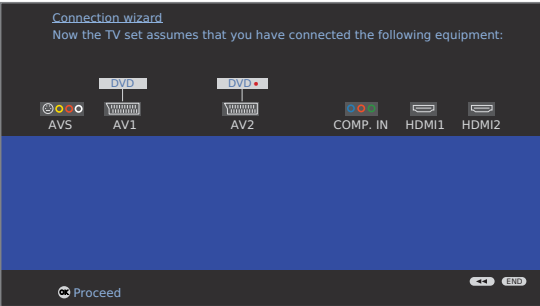 Connection wizard
Now the TV set assumes that you have connected the following equipment:
DVD DVD
AVS AV1 AV2 COMP. IN HDMI1 HDMI2
END
OK Proceed